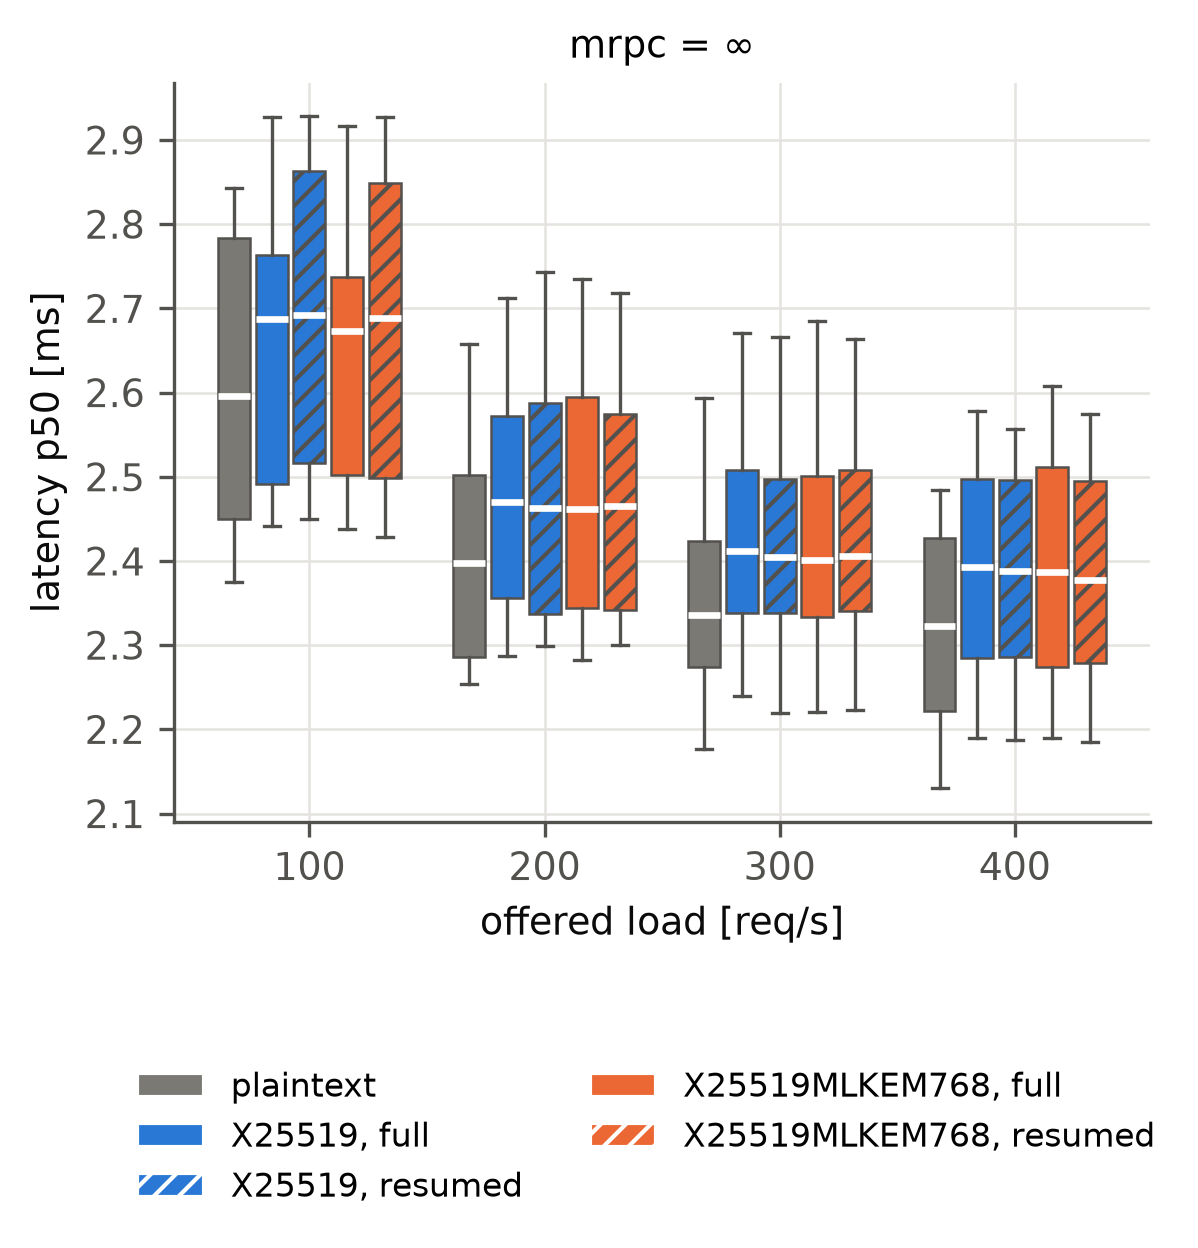 mrpc = ∞
latency p50 [ms]
2.9
2.8
2.7
2.6
2.5
2.4
2.3
2.2
2.1
100 200 300 400
offered load [req/s]
plaintext
X25519, full
X25519, resumed
X25519MLKEM768, full
X25519MLKEM768, resumed